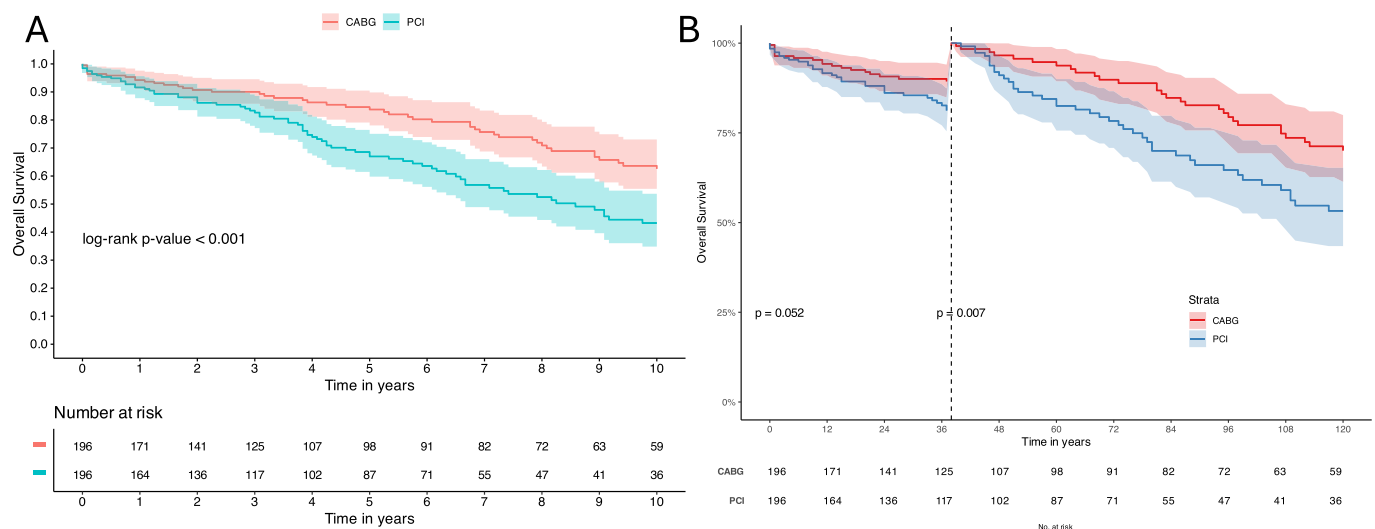 A
CABG PCI
1.0
0.9
0.8
0.7
0.6
0.5
0.4
0.3
0.2
0.1
0.0
Overall Survival
log-rank p-value < 0.001
0 1 2 3 4 5 6 7 8 9 10
Time in years
Number at risk
196 171 141 125 107 98 91 82 72 63 59
196 164 136 117 102 87 71 55 47 41 36
0 1 2 3 4 5 6 7 8 9 10
Time in years
B
100%
75%
50%
25%
0%
Overall Survival
p = 0.052
p = 0.007
Strata
CABG
PCI
0 12 24 36 48 60 72 84 96 108 120
Time in years
CABG 196 171 141 125 107 98 91 82 72 63 59
PCI 196 164 136 117 102 87 71 55 47 41 36
No. at risk